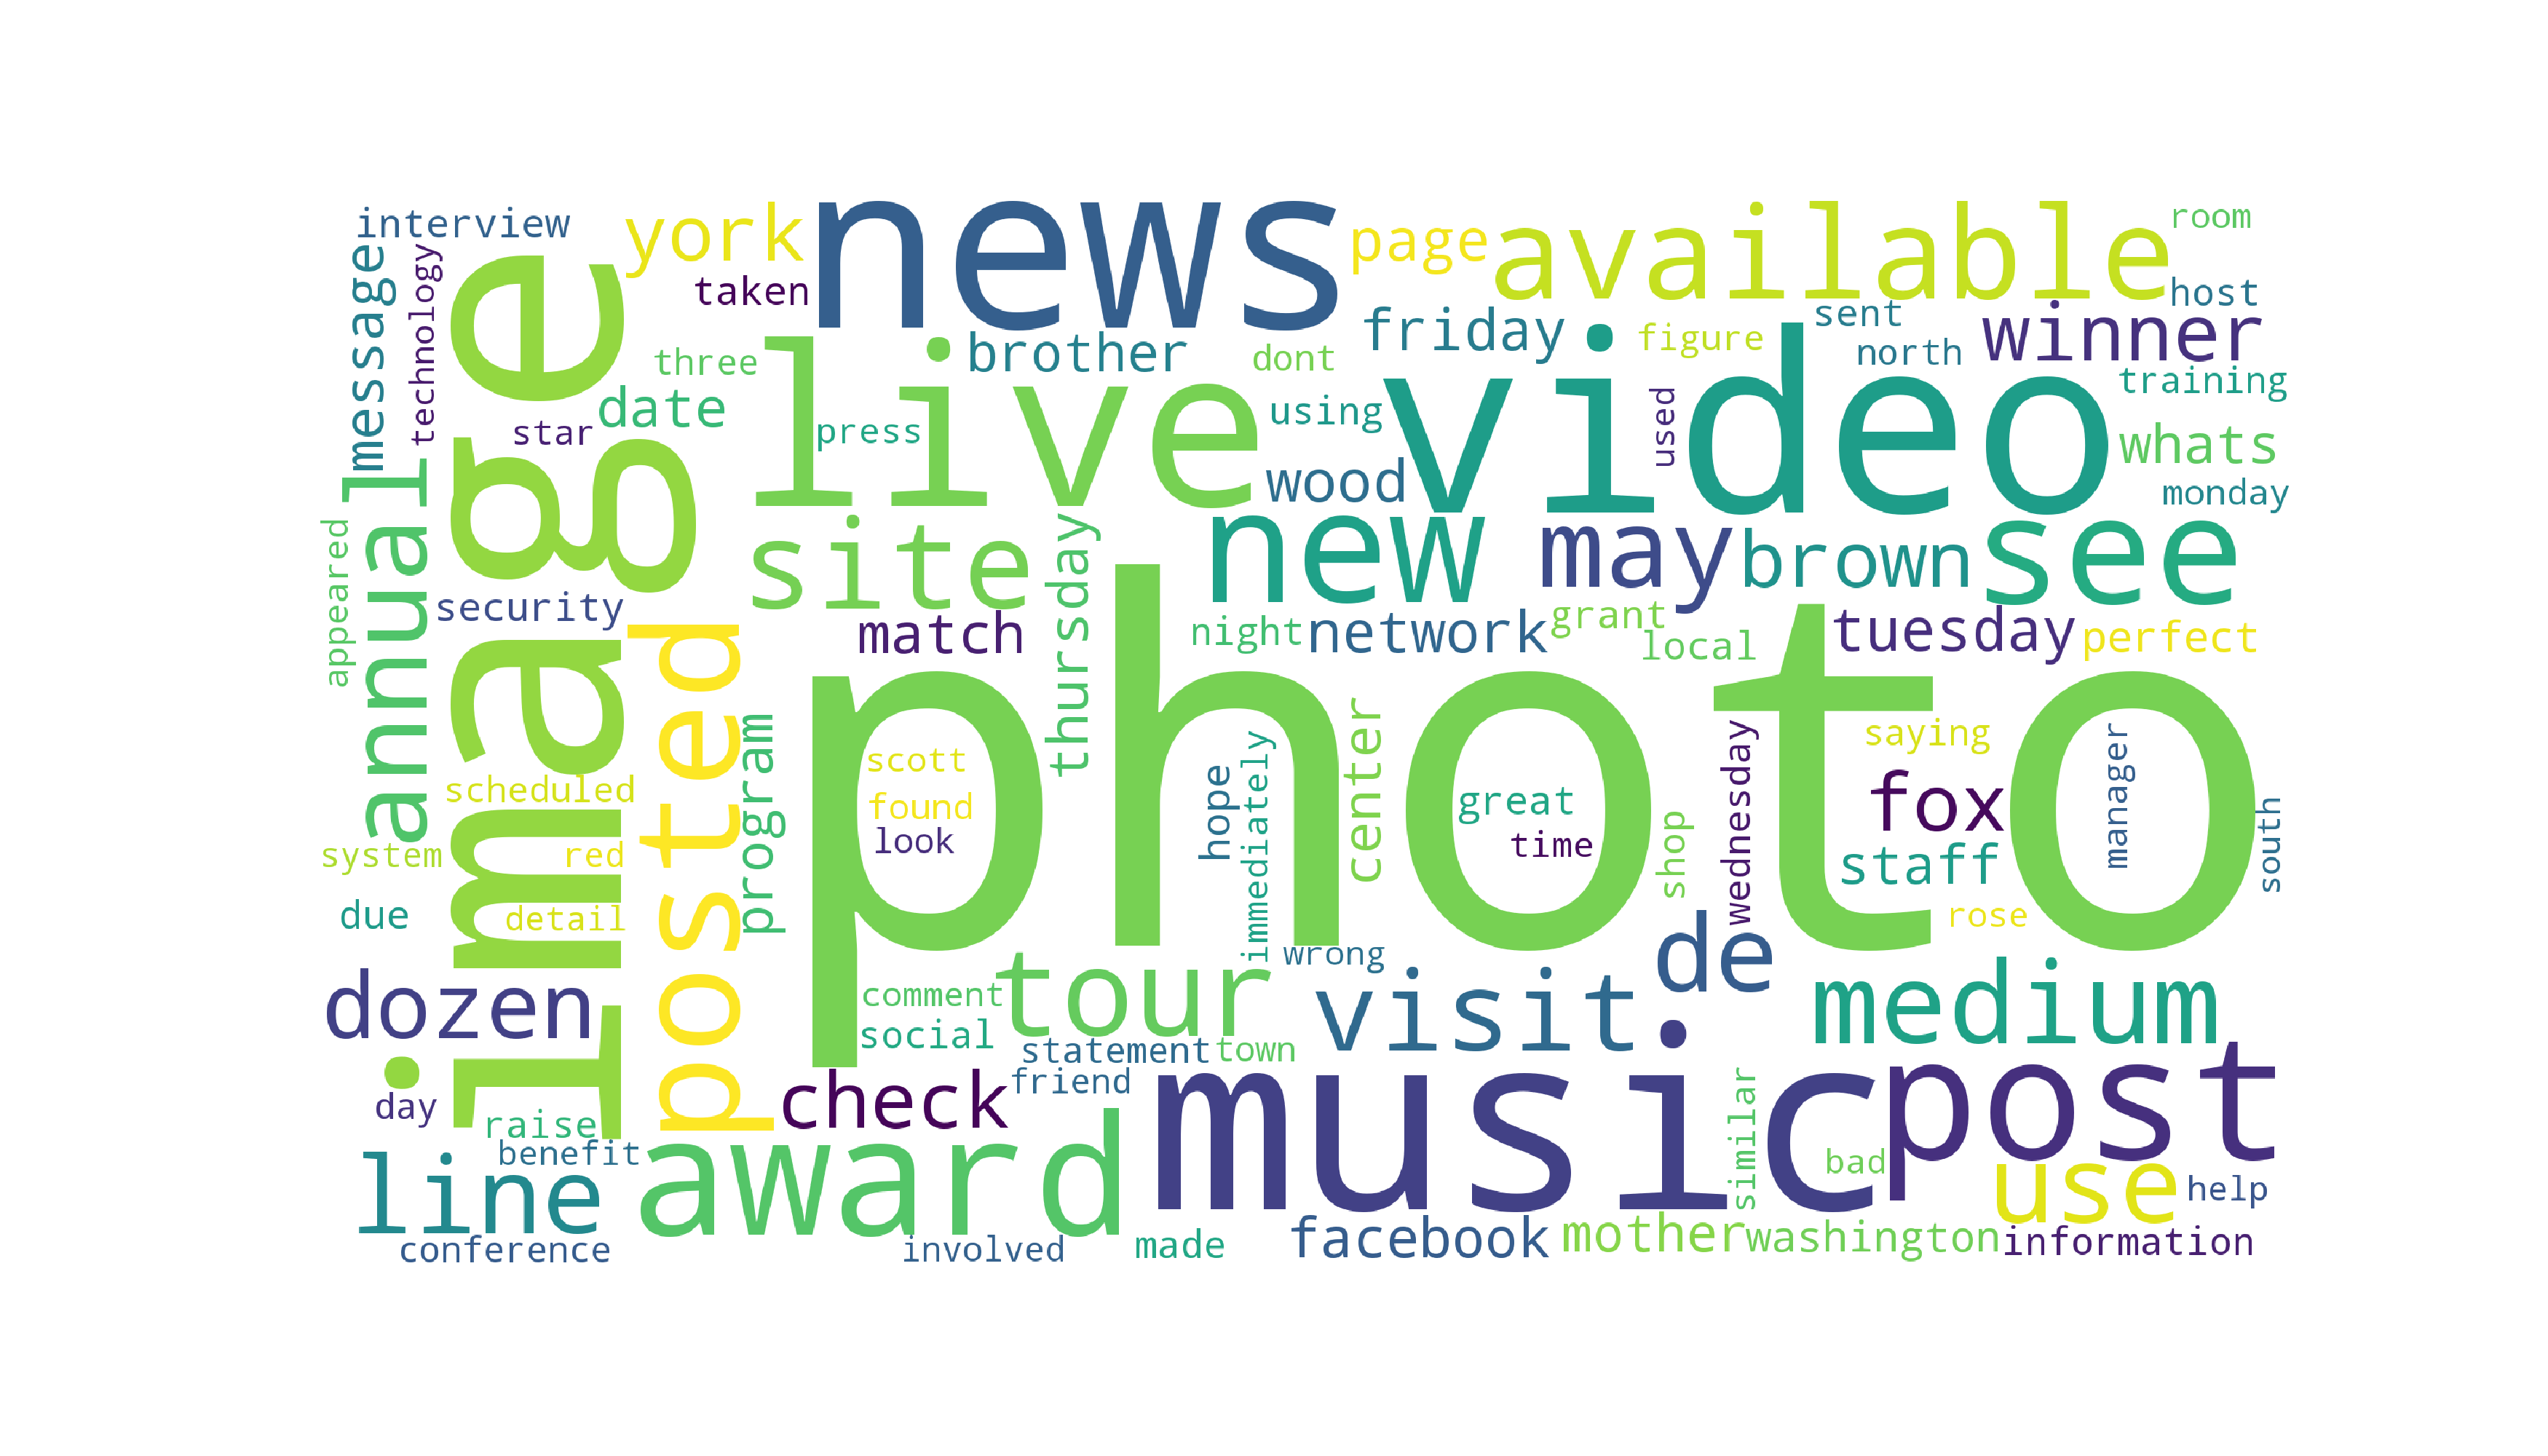 interview
york
news
page
available
room
message
technology
image
taken
live
brother
friday
figure
sent
host
winner
three
dont
video
north
training
date
using
used
star
press
wood
whats
monday
annual
appeared
site
thursday
new
may
brown
see
security
posted
match
night
network
grant
local
tuesday
perfect
photo
program
scott
hope
immediately
center
wednesday
saying
manager
scheduled
found
great
fox
look
time
shop
south
system
red
staff
due
detail
rose
wrong
de
dozen
comment
tour
visit
medium
social
statement
town
day
check
friend
music
post
raise
benefit
award
similar
bad
line
use
help
conference
involved
made
facebook
mother
washington
information